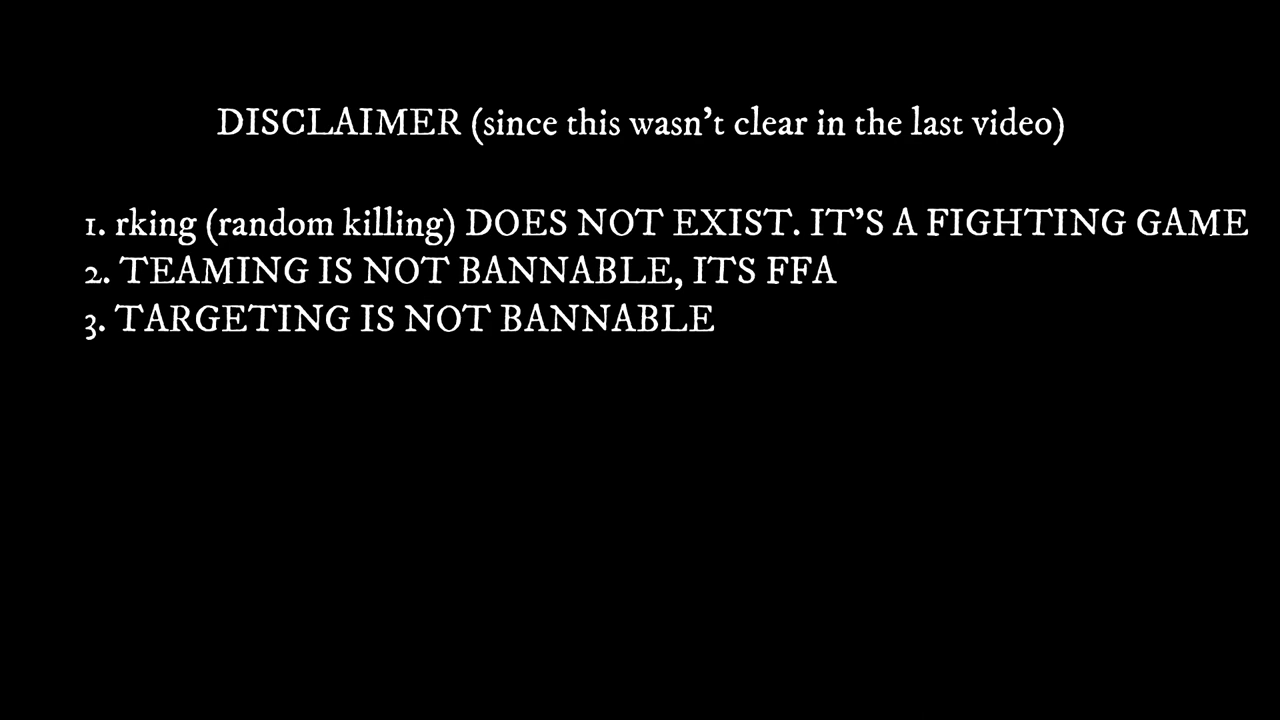 DISCLAIMER (since this wasn't clear in the last video)
1. rking (random killing) DOES NOT EXIST. IT'S A FIGHTING GAME
2. TEAMING IS NOT BANNABLE, ITS FFA
3. TARGETING IS NOT BANNABLE